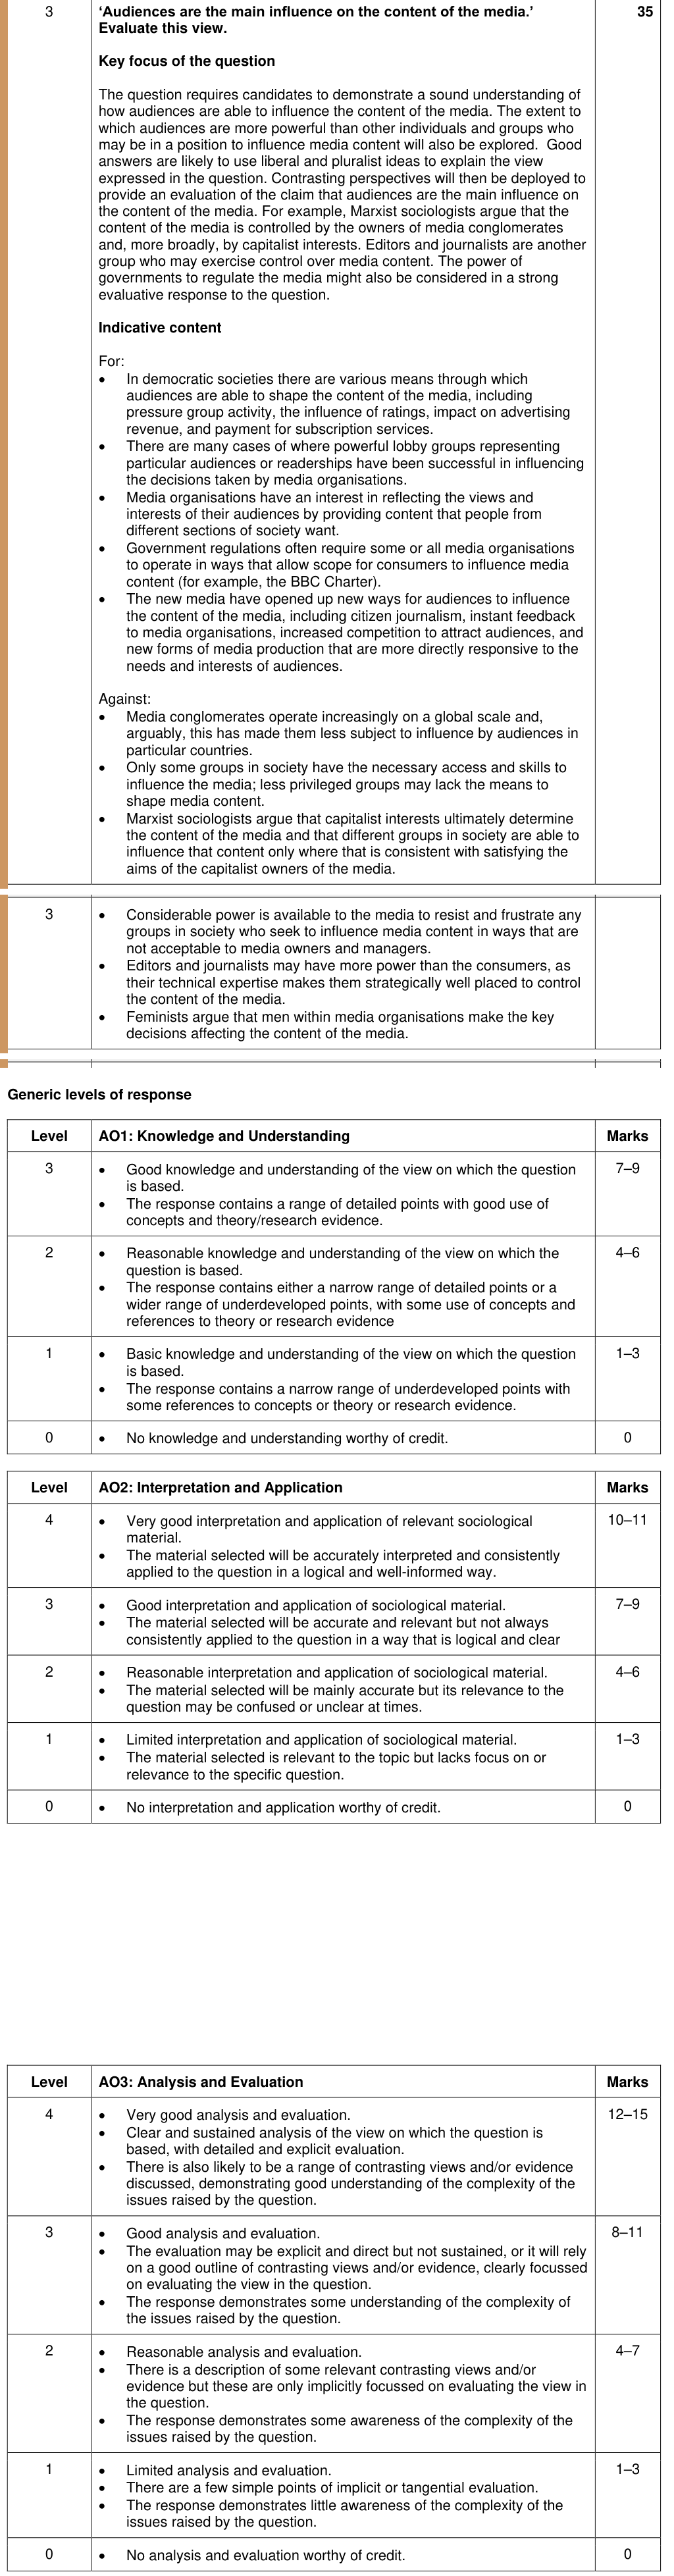 3
‘Audiences are the main influence on the content of the media.’
Evaluate this view.
35
Key focus of the question
The question requires candidates to demonstrate a sound understanding of
how audiences are able to influence the content of the media. The extent to
which audiences are more powerful than other individuals and groups who
may be in a position to influence media content will also be explored.  Good
answers are likely to use liberal and pluralist ideas to explain the view
expressed in the question. Contrasting perspectives will then be deployed to
provide an evaluation of the claim that audiences are the main influence on
the content of the media. For example, Marxist sociologists argue that the
content of the media is controlled by the owners of media conglomerates
and, more broadly, by capitalist interests. Editors and journalists are another
group who may exercise control over media content. The power of
governments to regulate the media might also be considered in a strong
evaluative response to the question.
Indicative content
For:
• In democratic societies there are various means through which
audiences are able to shape the content of the media, including
pressure group activity, the influence of ratings, impact on advertising
revenue, and payment for subscription services.
• There are many cases of where powerful lobby groups representing
particular audiences or readerships have been successful in influencing
the decisions taken by media organisations.
• Media organisations have an interest in reflecting the views and
interests of their audiences by providing content that people from
different sections of society want.
• Government regulations often require some or all media organisations
to operate in ways that allow scope for consumers to influence media
content (for example, the BBC Charter).
• The new media have opened up new ways for audiences to influence
the content of the media, including citizen journalism, instant feedback
to media organisations, increased competition to attract audiences, and
new forms of media production that are more directly responsive to the
needs and interests of audiences.
Against:
• Media conglomerates operate increasingly on a global scale and,
arguably, this has made them less subject to influence by audiences in
particular countries.
• Only some groups in society have the necessary access and skills to
influence the media; less privileged groups may lack the means to
shape media content.
• Marxist sociologists argue that capitalist interests ultimately determine
the content of the media and that different groups in society are able to
influence that content only where that is consistent with satisfying the
aims of the capitalist owners of the media.
3
• Considerable power is available to the media to resist and frustrate any
groups in society who seek to influence media content in ways that are
not acceptable to media owners and managers.
• Editors and journalists may have more power than the consumers, as
their technical expertise makes them strategically well placed to control
the content of the media.
• Feminists argue that men within media organisations make the key
decisions affecting the content of the media.
Generic levels of response
Level AO1: Knowledge and Understanding Marks
3 • Good knowledge and understanding of the view on which the question 7–9
is based.
• The response contains a range of detailed points with good use of
concepts and theory/research evidence.
2 • Reasonable knowledge and understanding of the view on which the 4–6
question is based.
• The response contains either a narrow range of detailed points or a
wider range of underdeveloped points, with some use of concepts and
references to theory or research evidence
1 • Basic knowledge and understanding of the view on which the question 1–3
is based.
• The response contains a narrow range of underdeveloped points with
some references to concepts or theory or research evidence.
0 • No knowledge and understanding worthy of credit. 0
Level AO2: Interpretation and Application Marks
4 • Very good interpretation and application of relevant sociological 10–11
material.
• The material selected will be accurately interpreted and consistently
applied to the question in a logical and well-informed way.
3 • Good interpretation and application of sociological material. 7–9
• The material selected will be accurate and relevant but not always
consistently applied to the question in a way that is logical and clear
2 • Reasonable interpretation and application of sociological material. 4–6
• The material selected will be mainly accurate but its relevance to the
question may be confused or unclear at times.
1 • Limited interpretation and application of sociological material. 1–3
• The material selected is relevant to the topic but lacks focus on or
relevance to the specific question.
0 • No interpretation and application worthy of credit. 0
Level AO3: Analysis and Evaluation Marks
4 • Very good analysis and evaluation. 12–15
• Clear and sustained analysis of the view on which the question is
based, with detailed and explicit evaluation.
• There is also likely to be a range of contrasting views and/or evidence
discussed, demonstrating good understanding of the complexity of the
issues raised by the question.
3 • Good analysis and evaluation. 8–11
• The evaluation may be explicit and direct but not sustained, or it will rely
on a good outline of contrasting views and/or evidence, clearly focussed
on evaluating the view in the question.
• The response demonstrates some understanding of the complexity of
the issues raised by the question.
2 • Reasonable analysis and evaluation. 4–7
• There is a description of some relevant contrasting views and/or
evidence but these are only implicitly focussed on evaluating the view in
the question.
• The response demonstrates some awareness of the complexity of the
issues raised by the question.
1 • Limited analysis and evaluation. 1–3
• There are a few simple points of implicit or tangential evaluation.
• The response demonstrates little awareness of the complexity of the
issues raised by the question.
0 • No analysis and evaluation worthy of credit. 0